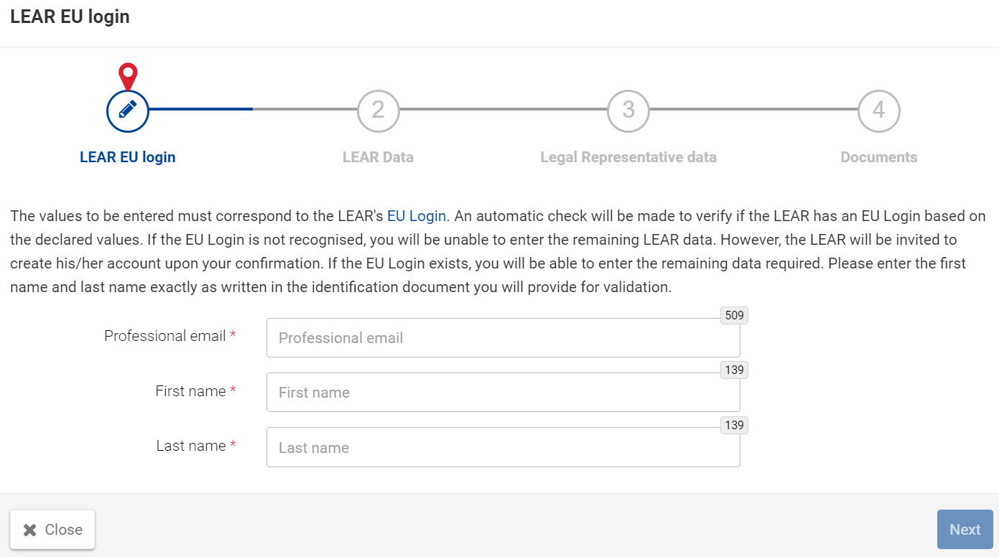 LEAR EU login
2
3
4
LEAR EU login
LEAR Data
Legal Representative data
Documents
The values to be entered must correspond to the LEAR's EU Login. An automatic check will be made to verify if the LEAR has an EU Login based on
the declared values. If the EU Login is not recognised, you will be unable to enter the remaining LEAR data. However, the LEAR will be invited to
create his/her account upon your confirmation. If the EU Login exists, you will be able to enter the remaining data required. Please enter the first
name and last name exactly as written in the identification document you will provide for validation.
509
Professional email *
Professional email
139
First name *
First name
139
Last name *
Last name
Close
Next